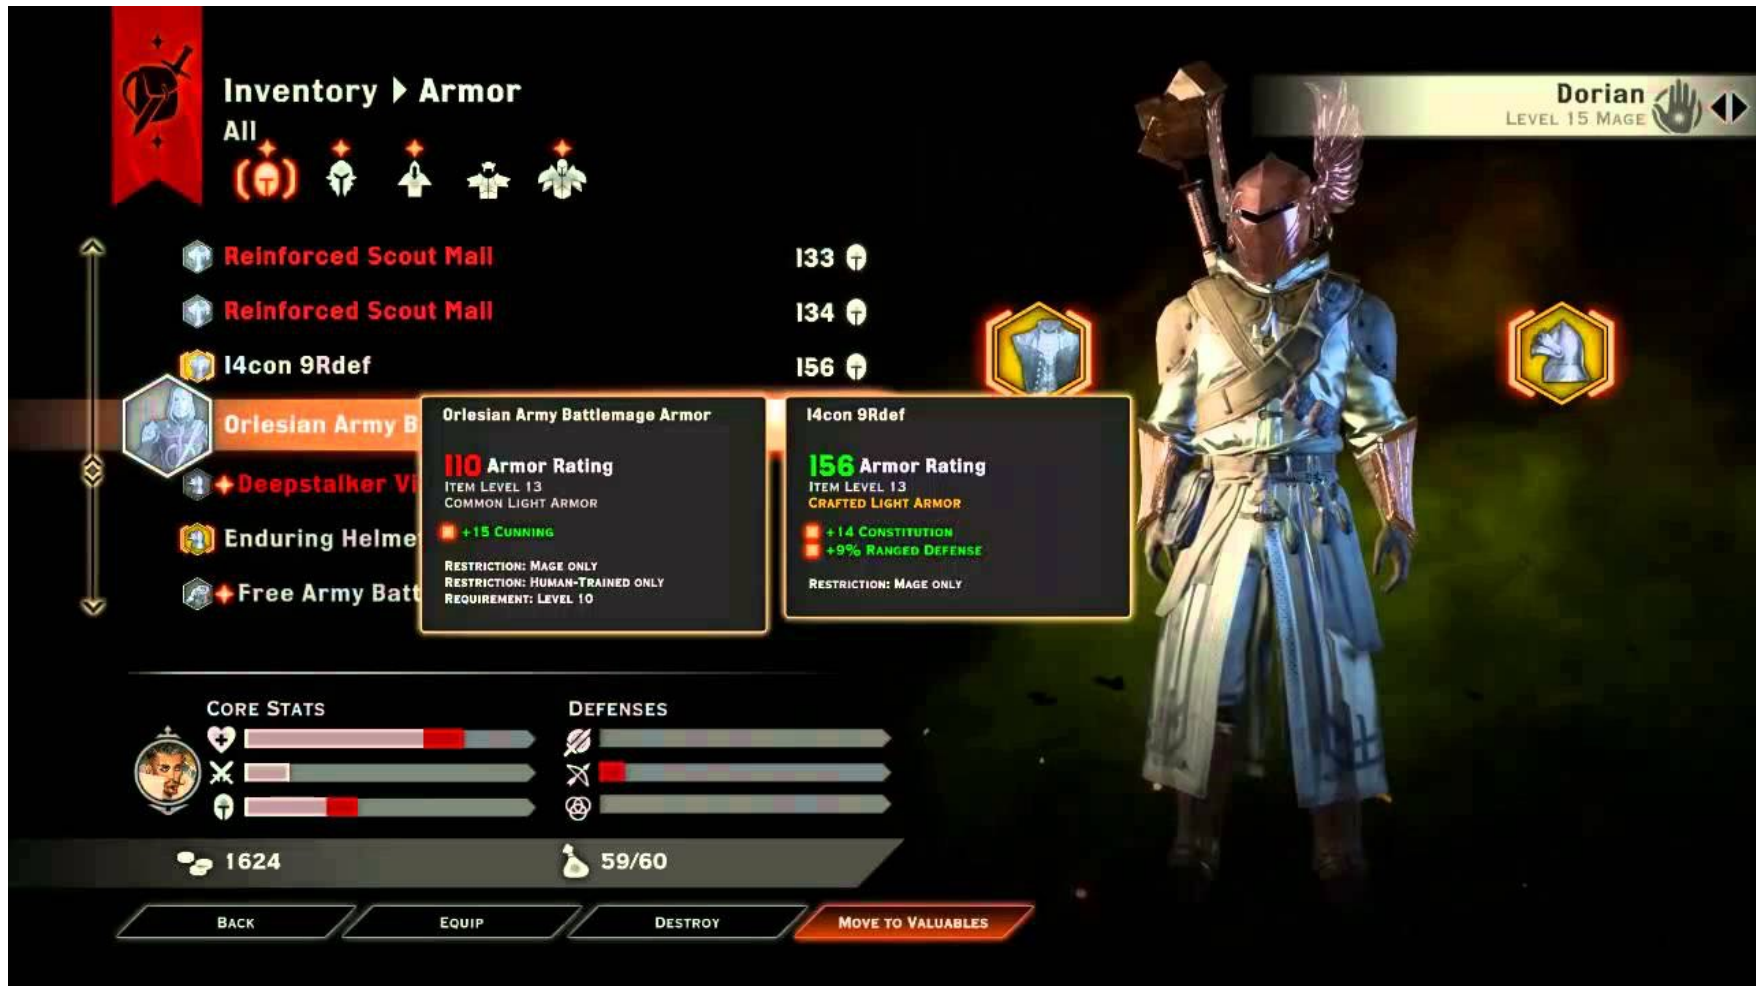 Inventory ▸ Armor
All
Dorian
LEVEL 15 MAGE
Reinforced Scout Mail
133
Reinforced Scout Mail
134
I4con 9Rdef
156
Orlesian Army B
Deepstalker Vi
Enduring Helme
Free Army Batt
Orlesian Army Battlemage Armor
110 Armor Rating
ITEM LEVEL 13
COMMON LIGHT ARMOR
+15 CUNNING
RESTRICTION: MAGE ONLY
RESTRICTION: HUMAN-TRAINED ONLY
REQUIREMENT: LEVEL 10
I4con 9Rdef
156 Armor Rating
ITEM LEVEL 13
CRAFTED LIGHT ARMOR
+14 CONSTITUTION
+9% RANGED DEFENSE
RESTRICTION: MAGE ONLY
CORE STATS
DEFENSES
1624
59/60
BACK
EQUIP
DESTROY
MOVE TO VALUABLES